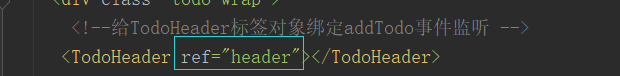 <div class="todo-wrap">
<!--给TodoHeader标签对象绑定addTodo事件监听 -->
<TodoHeader ref="header"></TodoHeader>